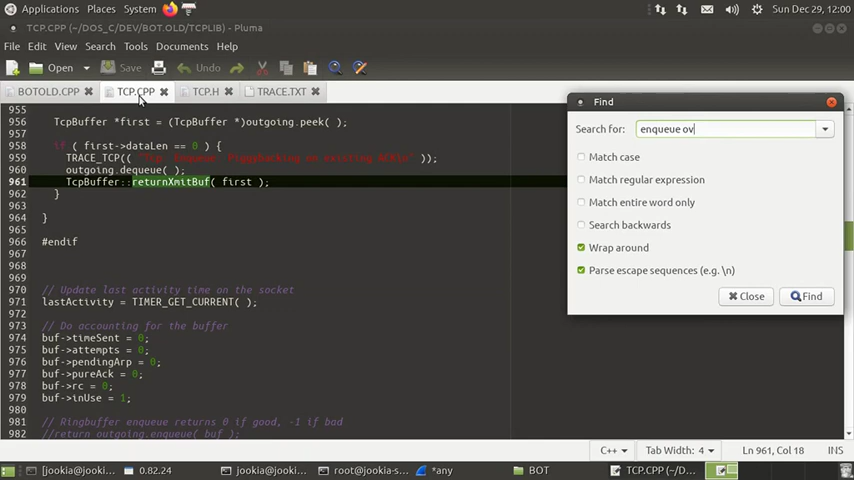 Applications Places System Sun Dec 29, 12:00
TCP.CPP (~/DOS_C/DEV/BOT.OLD/TCPLIB) - Pluma
File Edit View Search Tools Documents Help
Open Save Undo
BOTOLD.CPP TCP.CPP TCP.H TRACE.TXT
955
956 TcpBuffer *first = (TcpBuffer *)outgoing.peek( );
957
958 if ( first->dataLen == 0 ) {
959 TRACE_TCP(( "Tcp: Enqueue: Piggybacking on existing ACK\n" ));
960 outgoing.dequeue( );
961 TcpBuffer::returnXmitBuf( first );
962 }
963
964 }
965
966 #endif
967
968
969
970 // Update last activity time on the socket
971 lastActivity = TIMER_GET_CURRENT( );
972
973 // Do accounting for the buffer
974 buf->timeSent = 0;
975 buf->attempts = 0;
976 buf->pendingArp = 0;
977 buf->pureAck = 0;
978 buf->rc = 0;
979 buf->inUse = 1;
980
981 // Ringbuffer enqueue returns 0 if good, -1 if bad
982 //return outgoing.enqueue( buf );
Find
Search for: enqueue ov
Match case
Match regular expression
Match entire word only
Search backwards
Wrap around
Parse escape sequences (e.g. \n)
Close Find
C++ Tab Width: 4 Ln 961, Col 18 INS
[jookia@jooki... 0.82.24 jookia@jooki... root@jookia-s... *any BOT TCP.CPP (~/D...